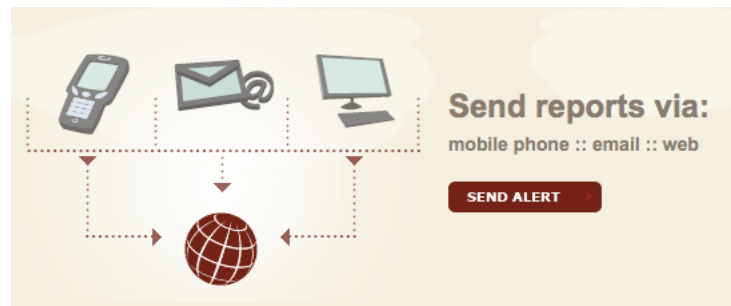 Send reports via:
mobile phone :: email :: web
SEND ALERT